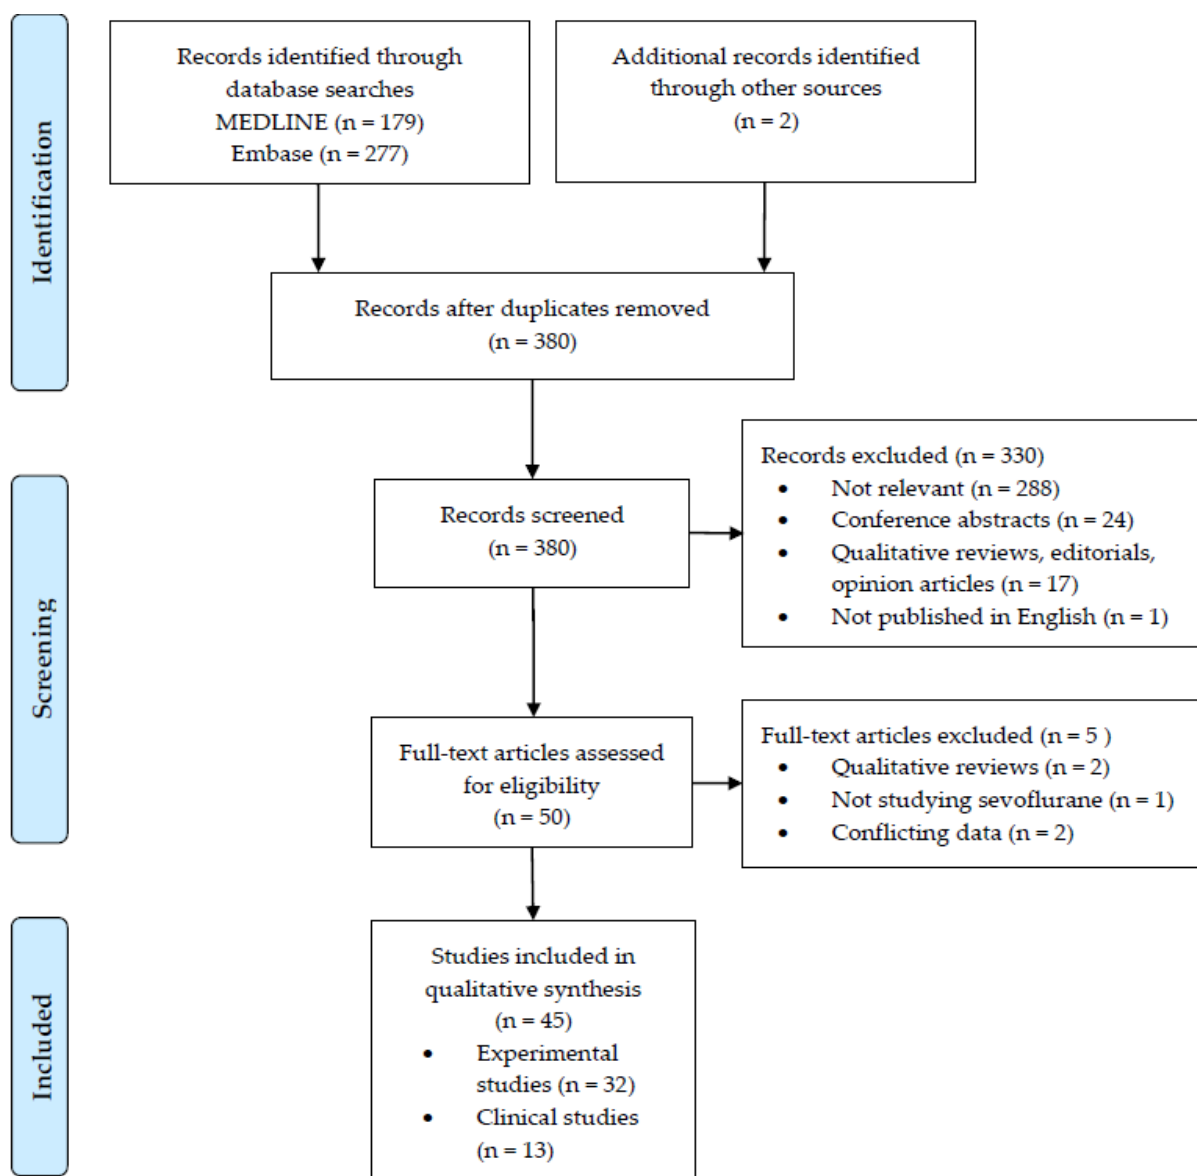 Identification
Records identified through
database searches
MEDLINE (n = 179)
Embase (n = 277)
Additional records identified
through other sources
(n = 2)
Records after duplicates removed
(n = 380)
Screening
Records screened
(n = 380)
Records excluded (n = 330)
• Not relevant (n = 288)
• Conference abstracts (n = 24)
• Qualitative reviews, editorials,
opinion articles (n = 17)
• Not published in English (n = 1)
Full-text articles assessed
for eligibility
(n = 50)
Full-text articles excluded (n = 5 )
• Qualitative reviews (n = 2)
• Not studying sevoflurane (n = 1)
• Conflicting data (n = 2)
Included
Studies included in
qualitative synthesis
(n = 45)
• Experimental
studies (n = 32)
• Clinical studies
(n = 13)